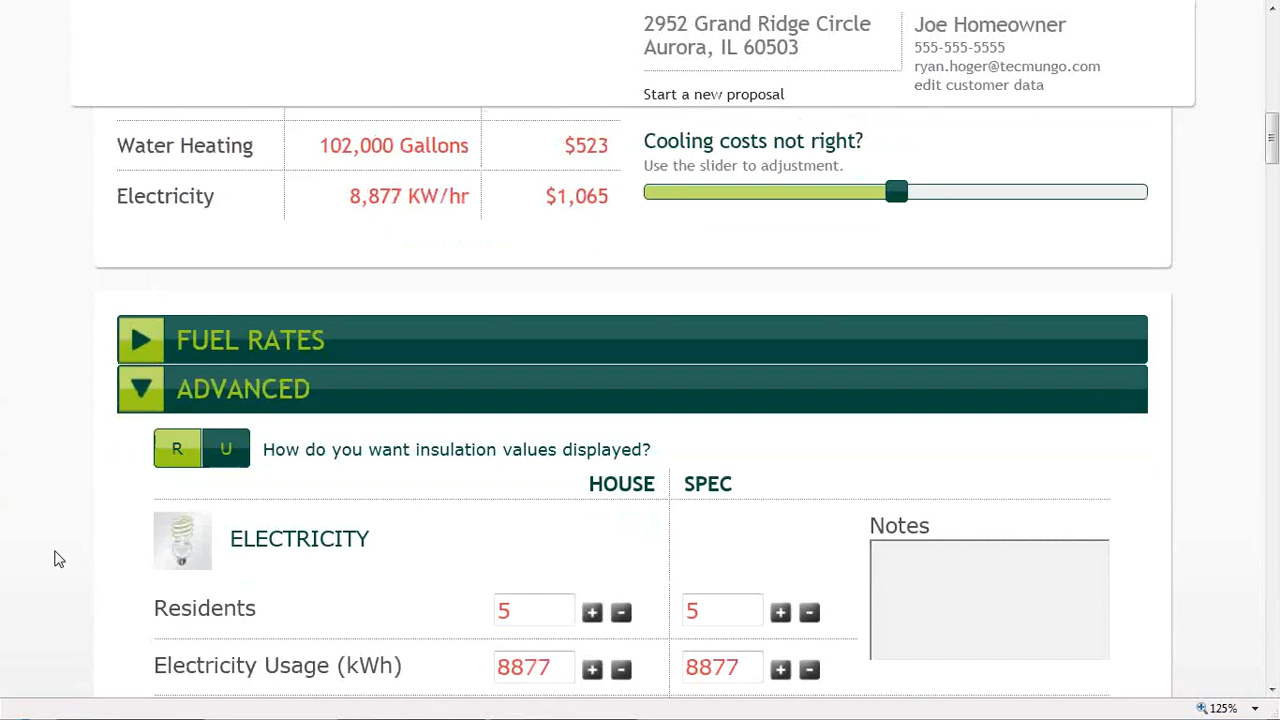 2952 Grand Ridge Circle
Aurora, IL 60503
Joe Homeowner
555-555-5555
ryan.hoger@tecmungo.com
edit customer data
Start a new proposal
Water Heating 102,000 Gallons $523
Electricity 8,877 KW/hr $1,065
Cooling costs not right?
Use the slider to adjustment.
FUEL RATES
ADVANCED
R U How do you want insulation values displayed?
HOUSE SPEC
ELECTRICITY
Notes
Residents 5 + - 5 + -
Electricity Usage (kWh) 8877 + - 8877 + -
125%